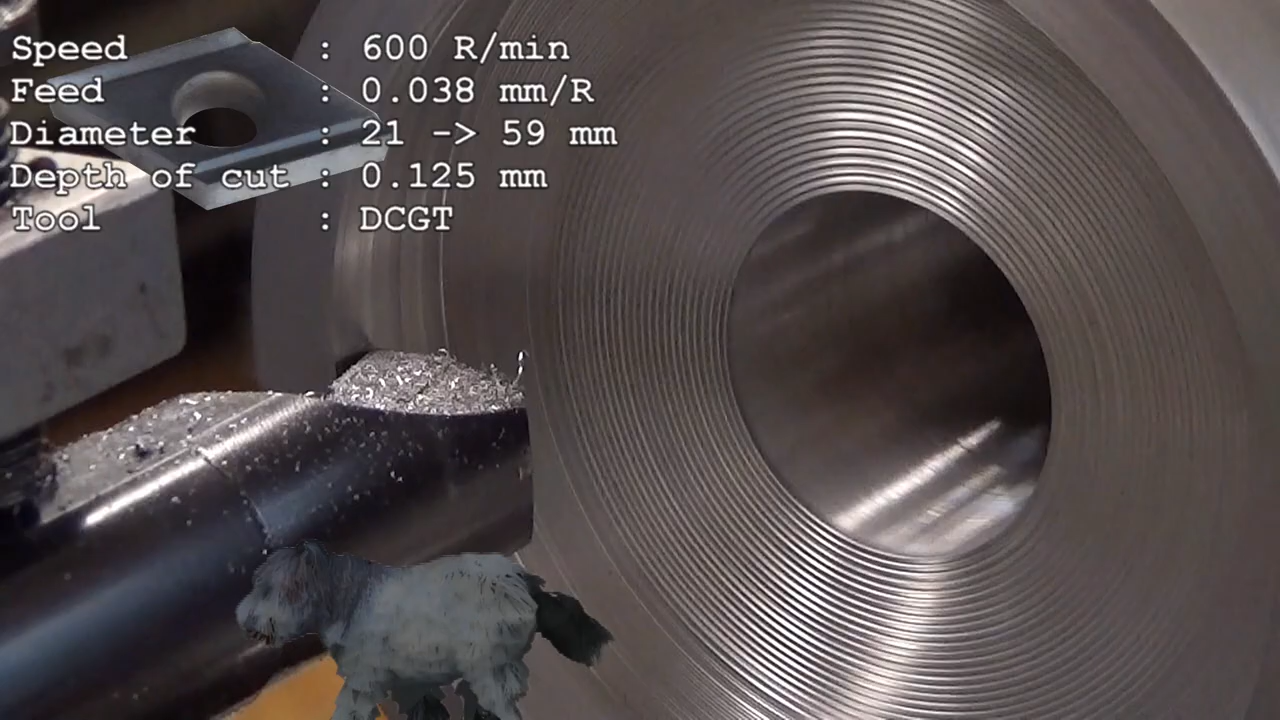 Speed : 600 R/min
Feed : 0.038 mm/R
Diameter : 21 -> 59 mm
Depth of cut : 0.125 mm
Tool : DCGT